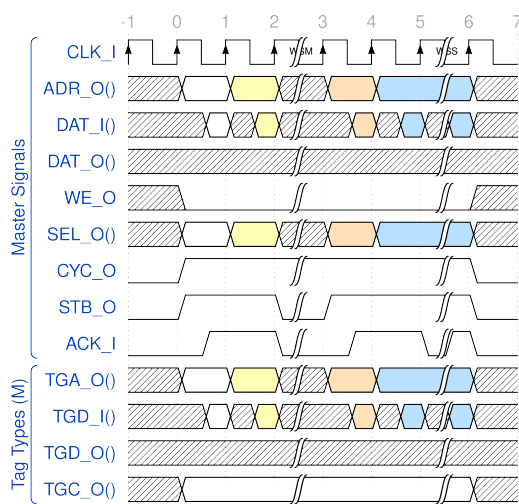 -1 0 1 2 3 4 5 6 7
CLK_I
WSM
WSS
ADR_O()
DAT_I()
DAT_O()
WE_O
SEL_O()
CYC_O
STB_O
ACK_I
Master Signals
TGA_O()
TGD_I()
TGD_O()
TGC_O()
Tag Types (M)